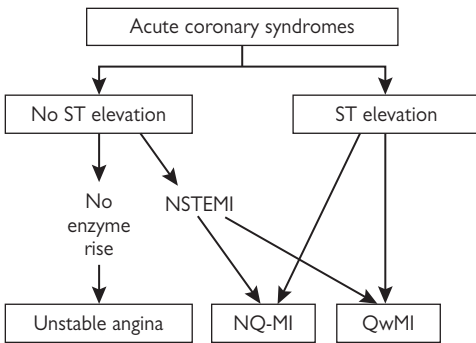 Acute coronary syndromes
No ST elevation
ST elevation
No
enzyme
rise
NSTEMI
Unstable angina
NQ-MI
QwMI